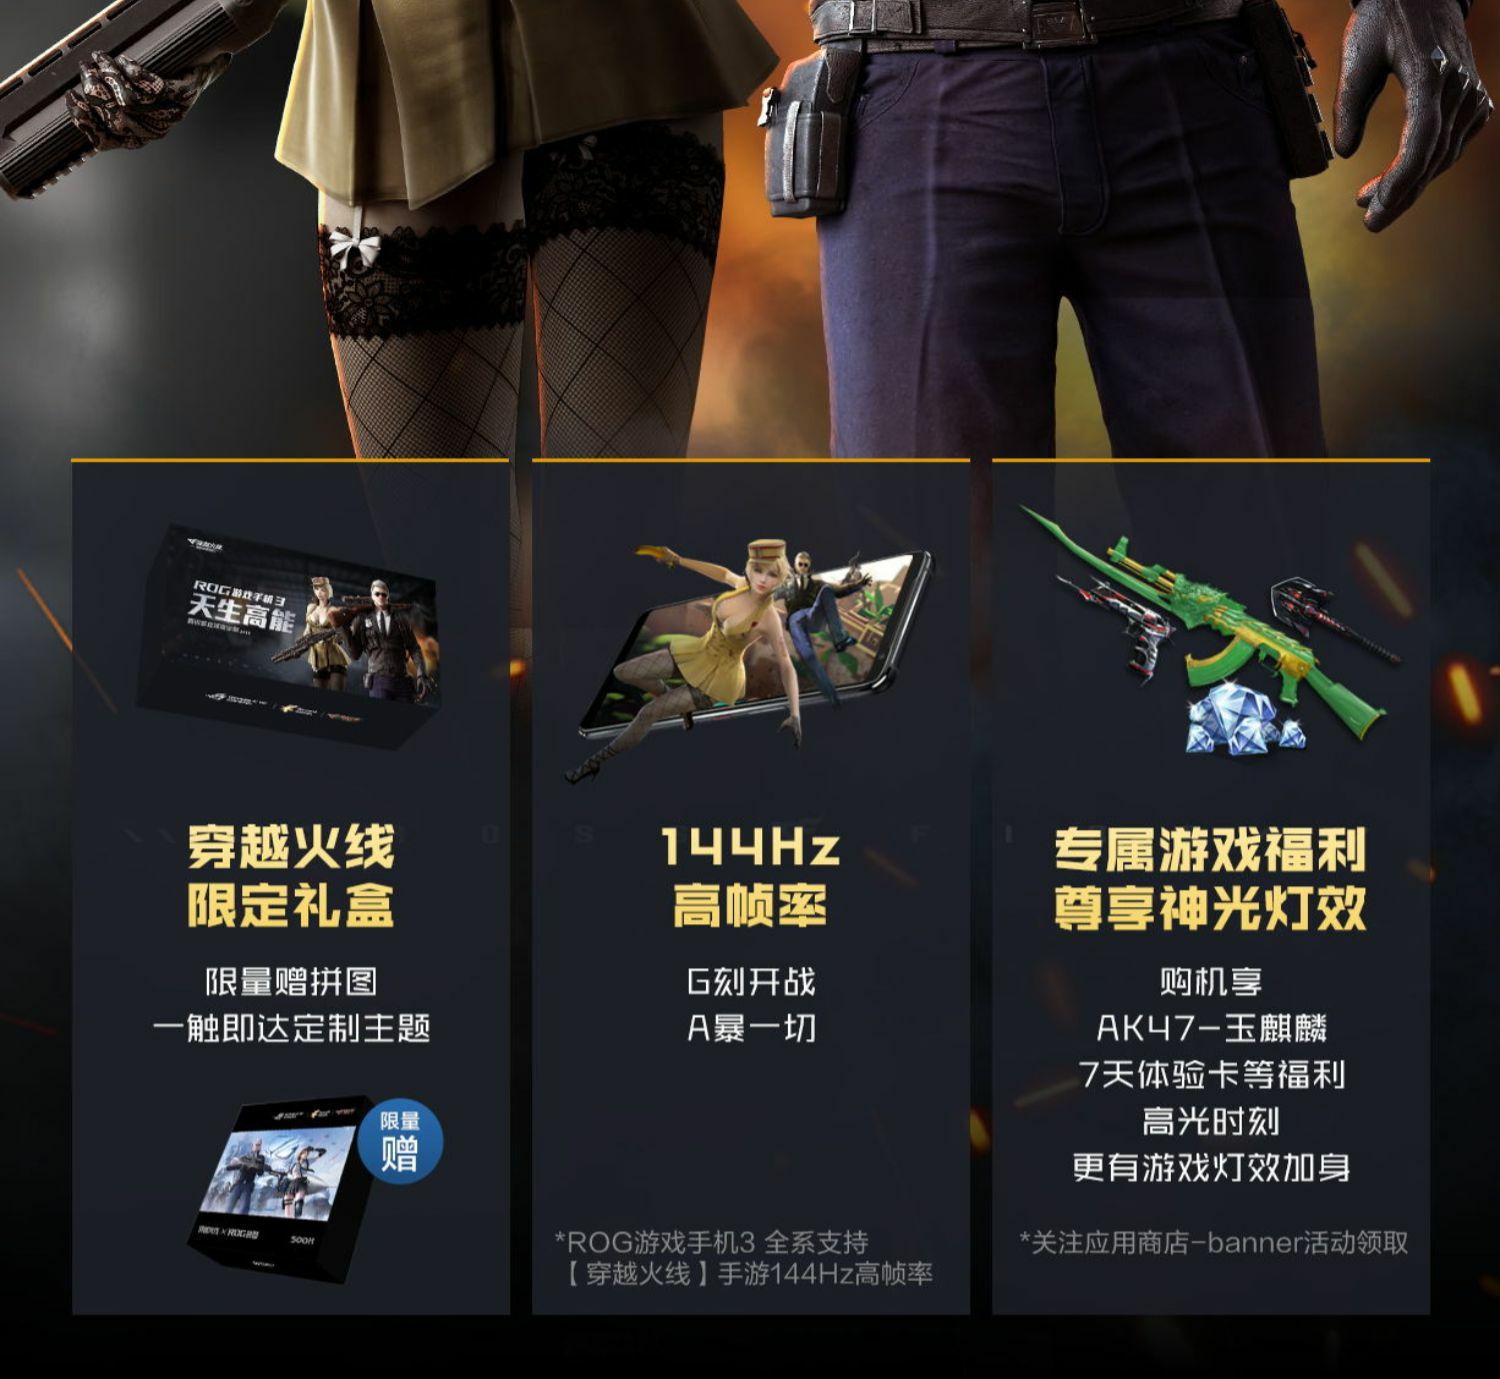 ROG 游戏手机 3
天生高能
穿越火线
限定礼盒
限量赠拼图
一触即达定制主题
限量
赠
500片
144Hz
高帧率
G刻开战
A暴一切
*ROG游戏手机3 全系支持
【穿越火线】手游144Hz高帧率
专属游戏福利
尊享神光灯效
购机享
AK47-玉麒麟
7天体验卡等福利
高光时刻
更有游戏灯效加身
*关注应用商店-banner活动领取